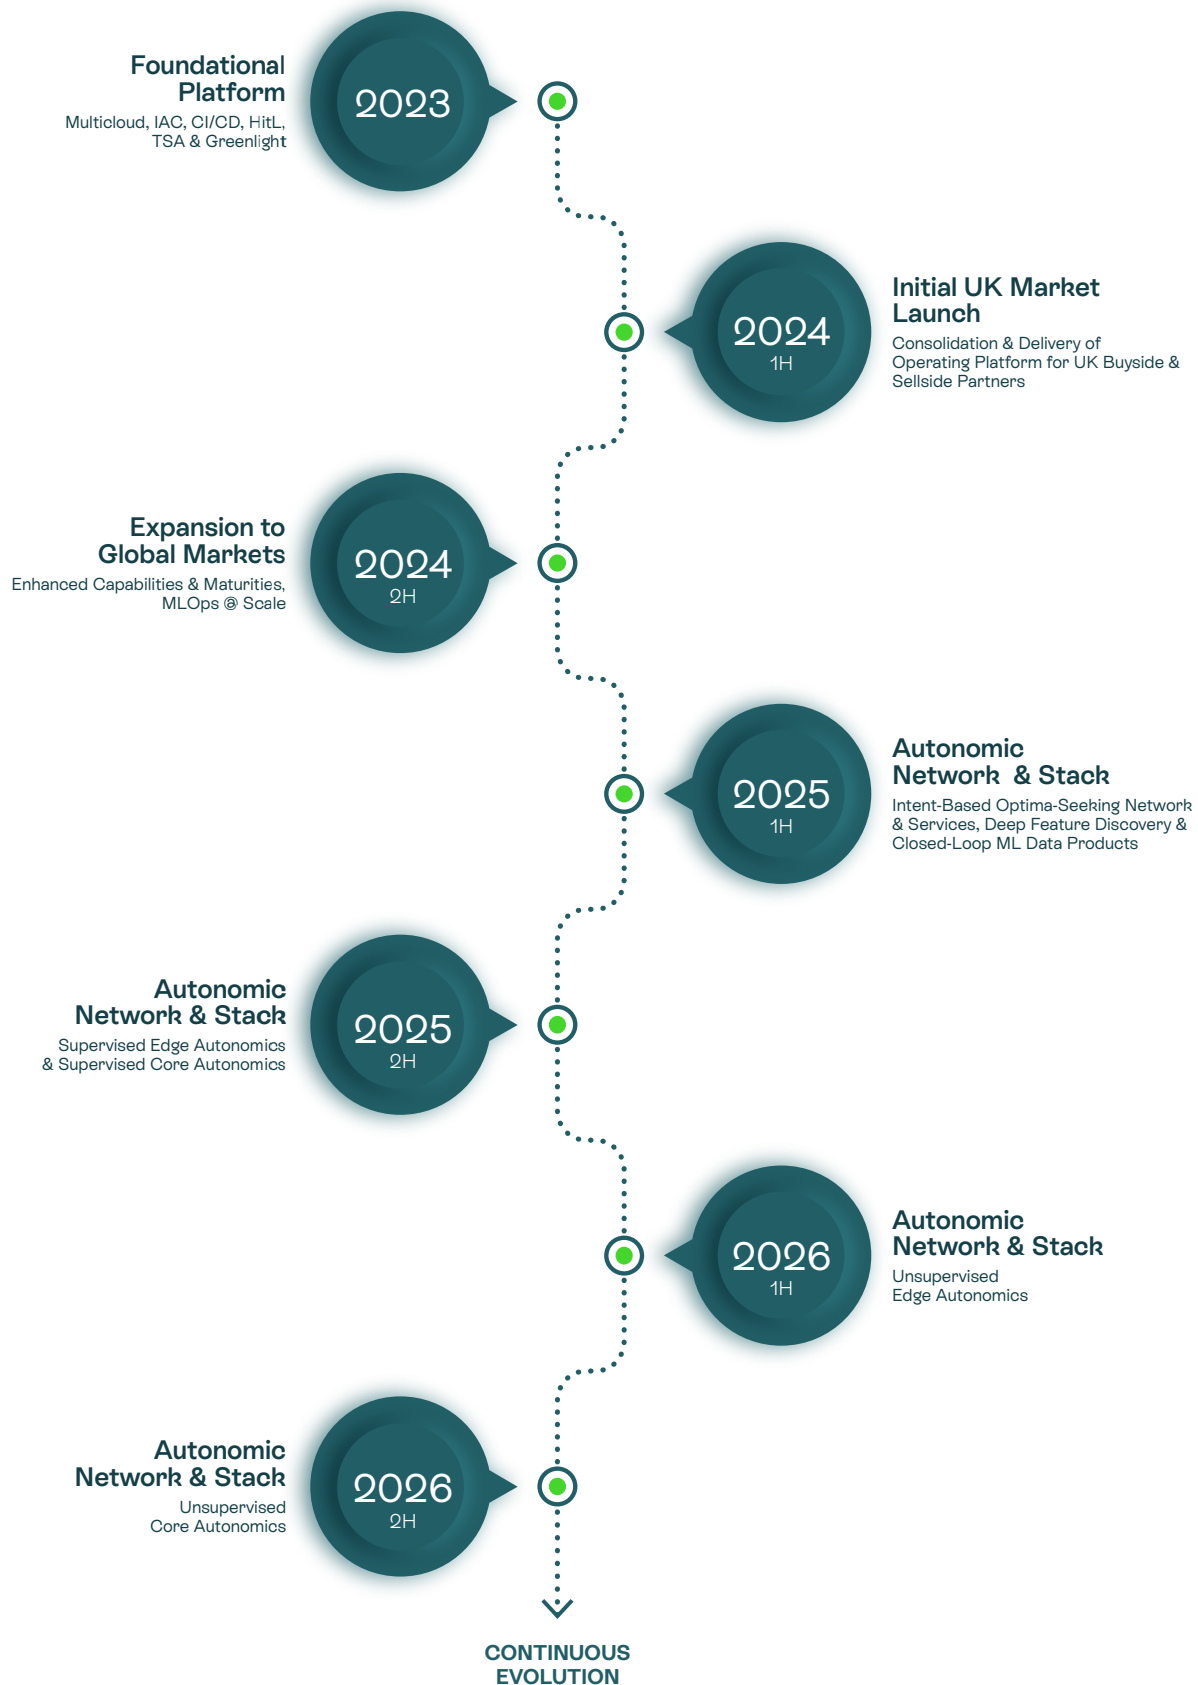 Foundational
Platform
Multicloud, IAC, CI/CD, HitL,
TSA & Greenlight
2023
2024
1H
Initial UK Market
Launch
Consolidation & Delivery of
Operating Platform for UK Buyside &
Sellside Partners
Expansion to
Global Markets
Enhanced Capabilities & Maturities,
MLOps @ Scale
2024
2H
2025
1H
Autonomic
Network & Stack
Intent-Based Optima-Seeking Network
& Services, Deep Feature Discovery &
Closed-Loop ML Data Products
Autonomic
Network & Stack
Supervised Edge Autonomics
& Supervised Core Autonomics
2025
2H
2026
1H
Autonomic
Network & Stack
Unsupervised
Edge Autonomics
Autonomic
Network & Stack
Unsupervised
Core Autonomics
2026
2H
CONTINUOUS
EVOLUTION